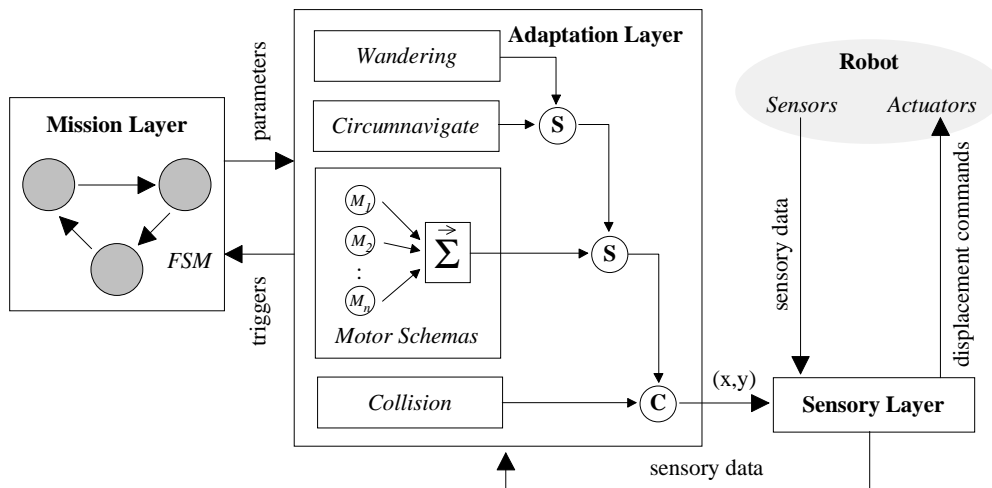 Mission Layer
FSM
parameters
triggers
Adaptation Layer
Wandering
Circumnavigate
S
M1
M2
:
Mn
Σ
S
Motor Schemas
Collision
C
(x,y)
Robot
Sensors Actuators
sensory data
displacement commands
Sensory Layer
sensory data